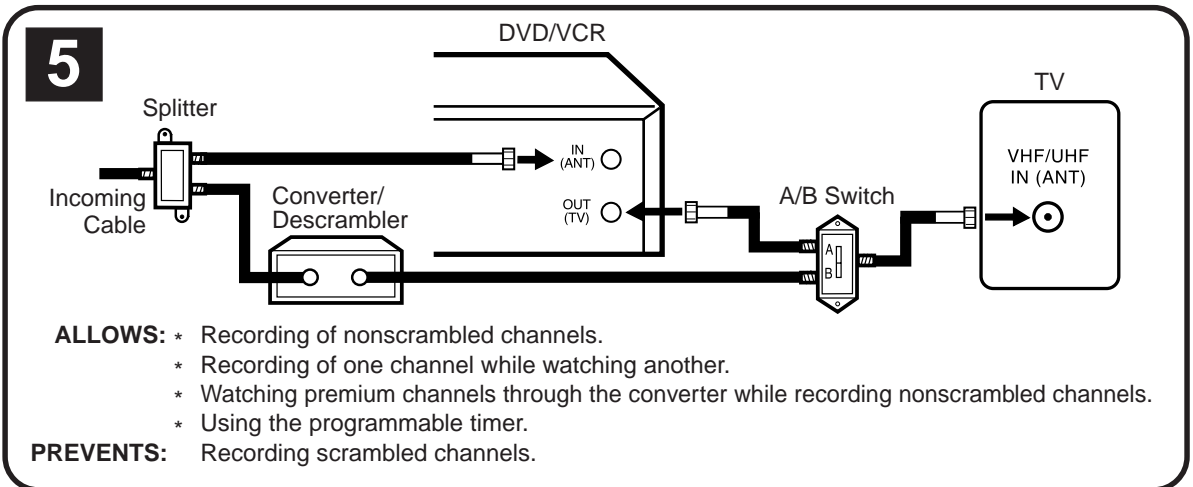 5
DVD/VCR
TV
Splitter
IN
(ANT)
VHF/UHF
IN (ANT)
Incoming
Cable
Converter/
Descrambler
OUT
(TV)
A/B Switch
A
B
ALLOWS: * Recording of nonscrambled channels.
* Recording of one channel while watching another.
* Watching premium channels through the converter while recording nonscrambled channels.
* Using the programmable timer.
PREVENTS: Recording scrambled channels.